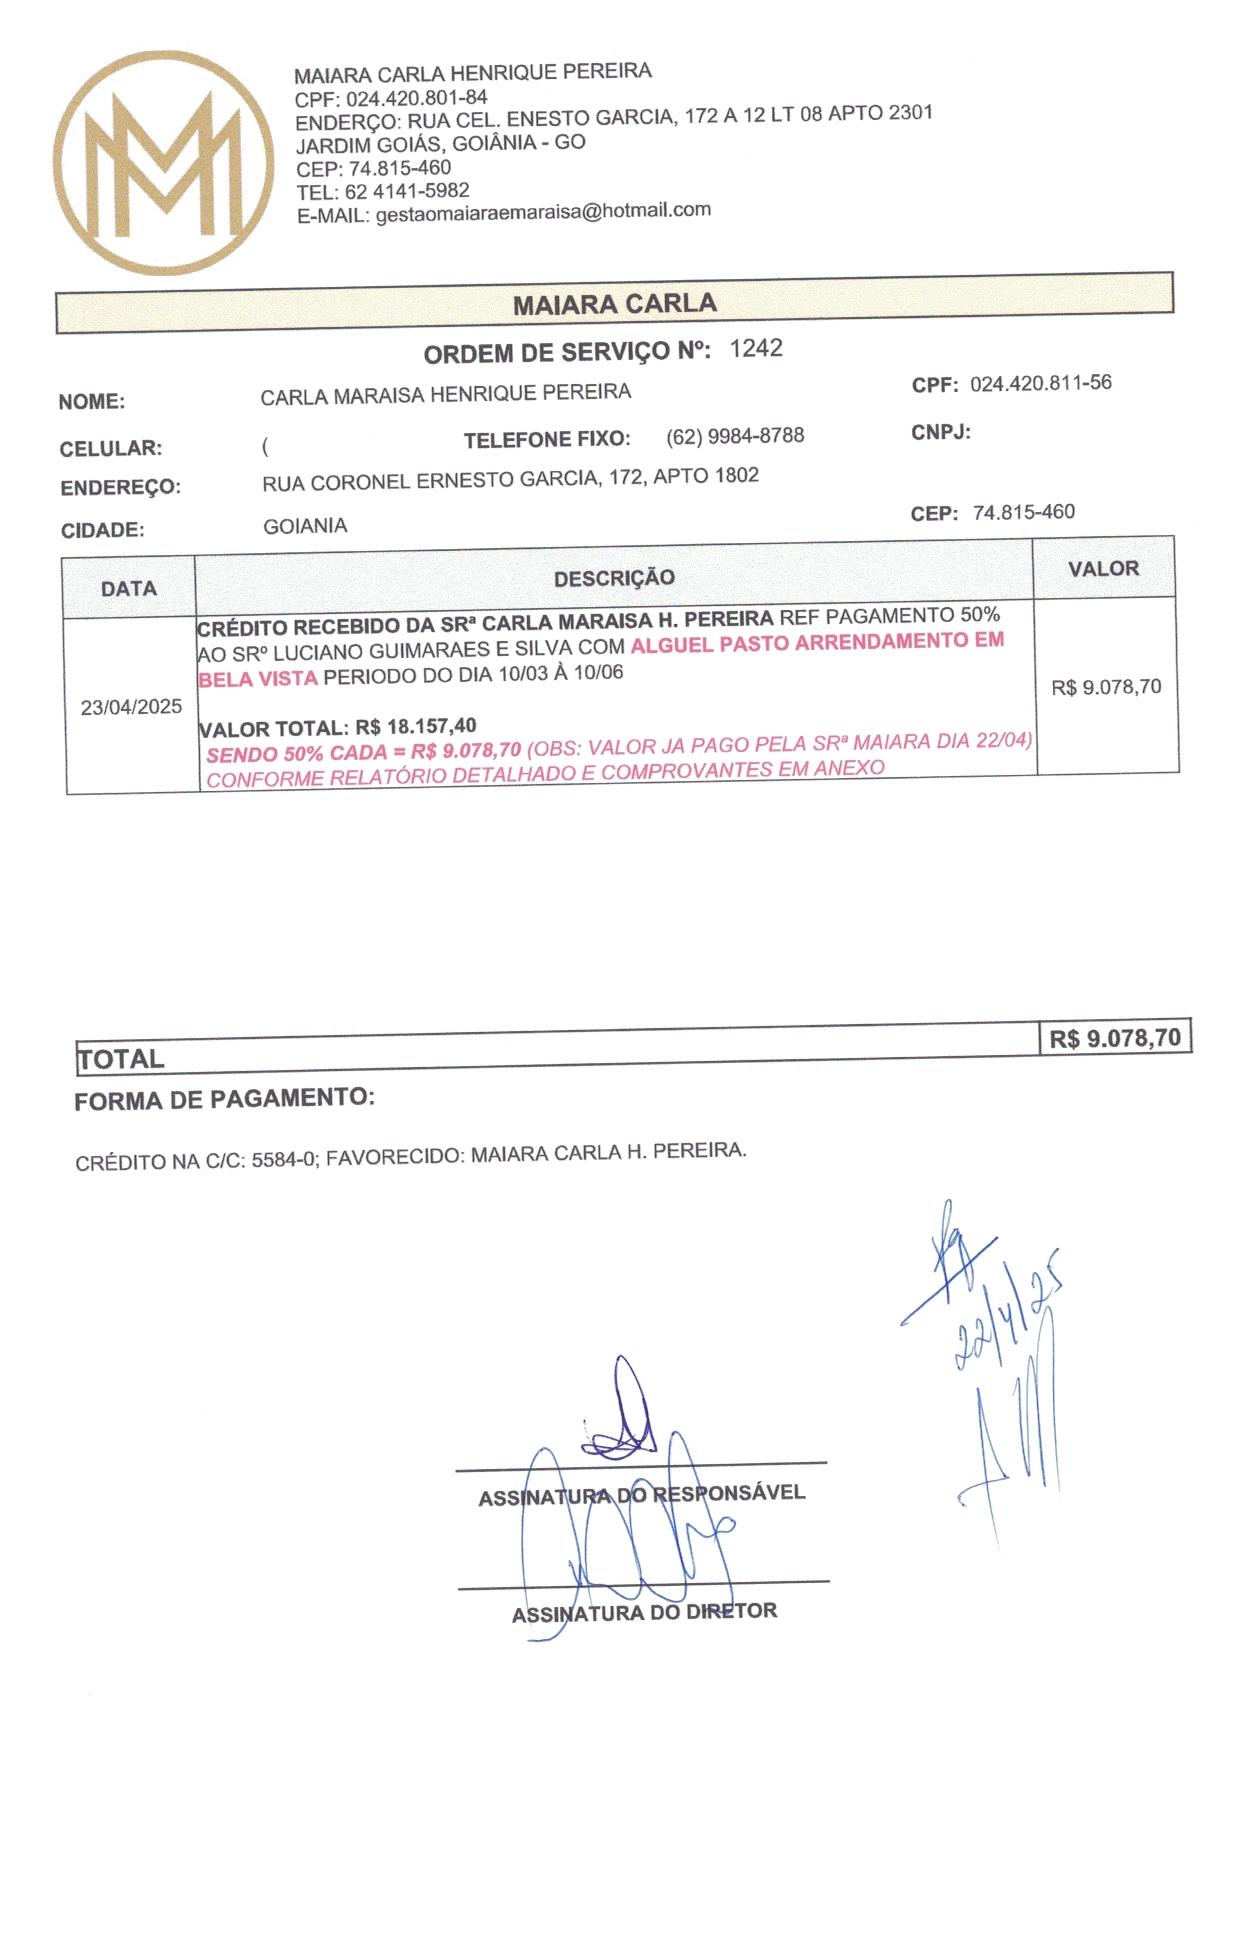 MAIARA CARLA HENRIQUE PEREIRA
CPF: 024.420.801-84
ENDERÇO: RUA CEL. ENESTO GARCIA, 172 A 12 LT 08 APTO 2301
JARDIM GOIÁS, GOIÂNIA - GO
CEP: 74.815-460
TEL: 62 4141-5982
E-MAIL: gestaomaiaraemaraisa@hotmail.com
MAIARA CARLA
ORDEM DE SERVIÇO Nº: 1242
NOME: CARLA MARAISA HENRIQUE PEREIRA CPF: 024.420.811-56
CELULAR: ( TELEFONE FIXO: (62) 9984-8788 CNPJ:
ENDEREÇO: RUA CORONEL ERNESTO GARCIA, 172, APTO 1802
CIDADE: GOIANIA CEP: 74.815-460
DATA DESCRIÇÃO VALOR
CRÉDITO RECEBIDO DA SRª CARLA MARAISA H. PEREIRA REF PAGAMENTO 50%
AO SRº LUCIANO GUIMARAES E SILVA COM ALGUEL PASTO ARRENDAMENTO EM
BELA VISTA PERIODO DO DIA 10/03 À 10/06
23/04/2025 R$ 9.078,70
VALOR TOTAL: R$ 18.157,40
SENDO 50% CADA = R$ 9.078,70 (OBS: VALOR JA PAGO PELA SRª MAIARA DIA 22/04)
CONFORME RELATÓRIO DETALHADO E COMPROVANTES EM ANEXO
TOTAL R$ 9.078,70
FORMA DE PAGAMENTO:
CRÉDITO NA C/C: 5584-0; FAVORECIDO: MAIARA CARLA H. PEREIRA.
22/4/25
ASSINATURA DO RESPONSÁVEL
ASSINATURA DO DIRETOR